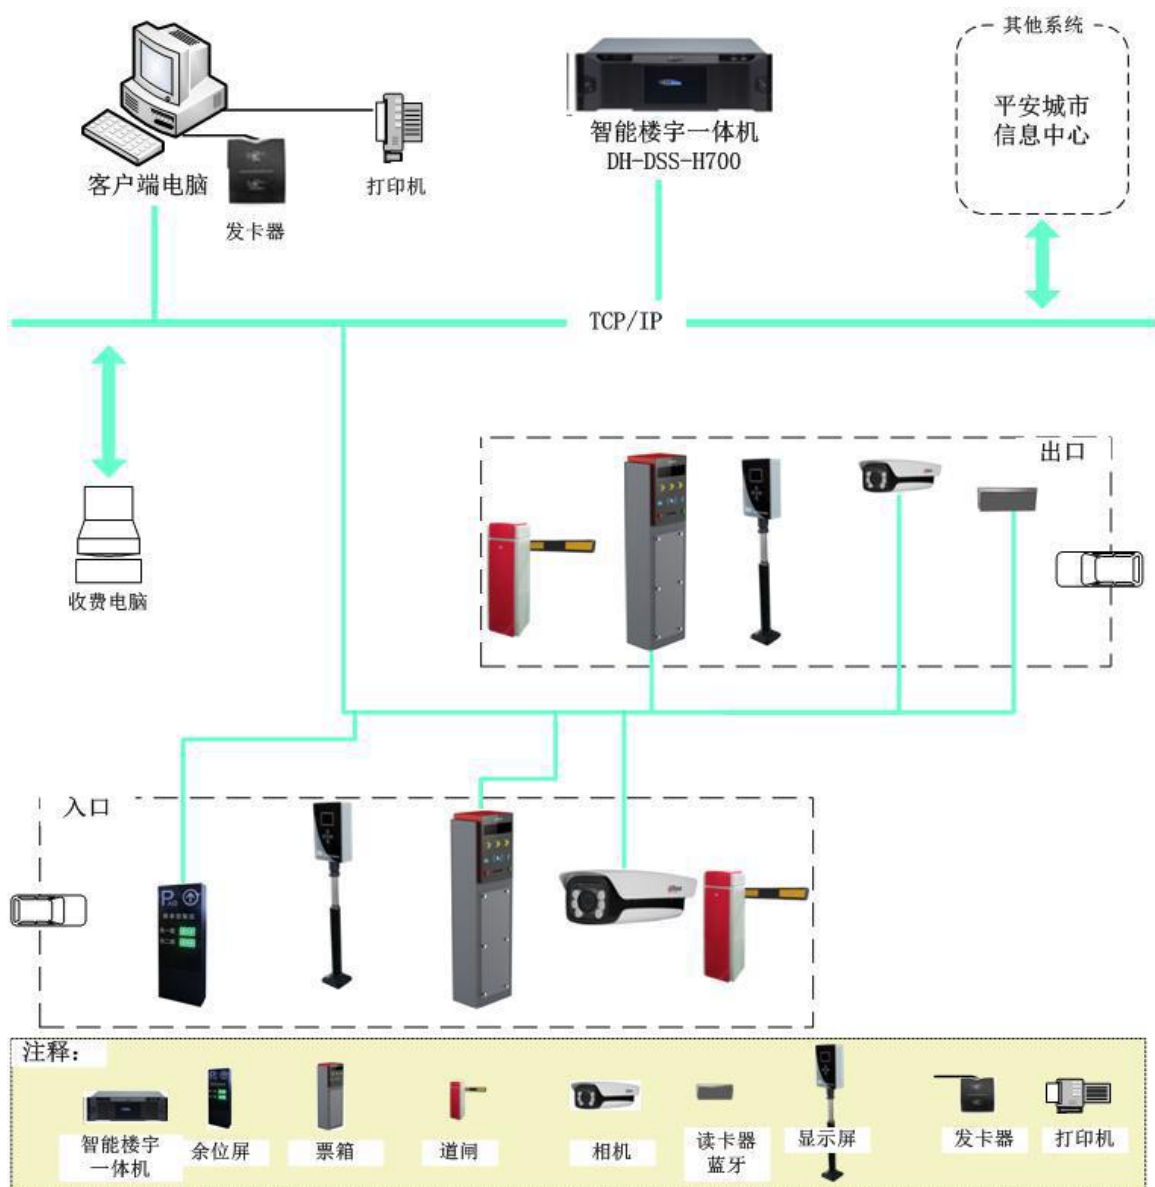 其他系统
平安城市
信息中心
智能楼宇一体机
DH-DSS-H700
客户端电脑
打印机
发卡器
TCP/IP
出口
收费电脑
入口
P
注释:
智能楼宇
一体机
余位屏
票箱
道闸
相机
读卡器
蓝牙
显示屏
发卡器
打印机